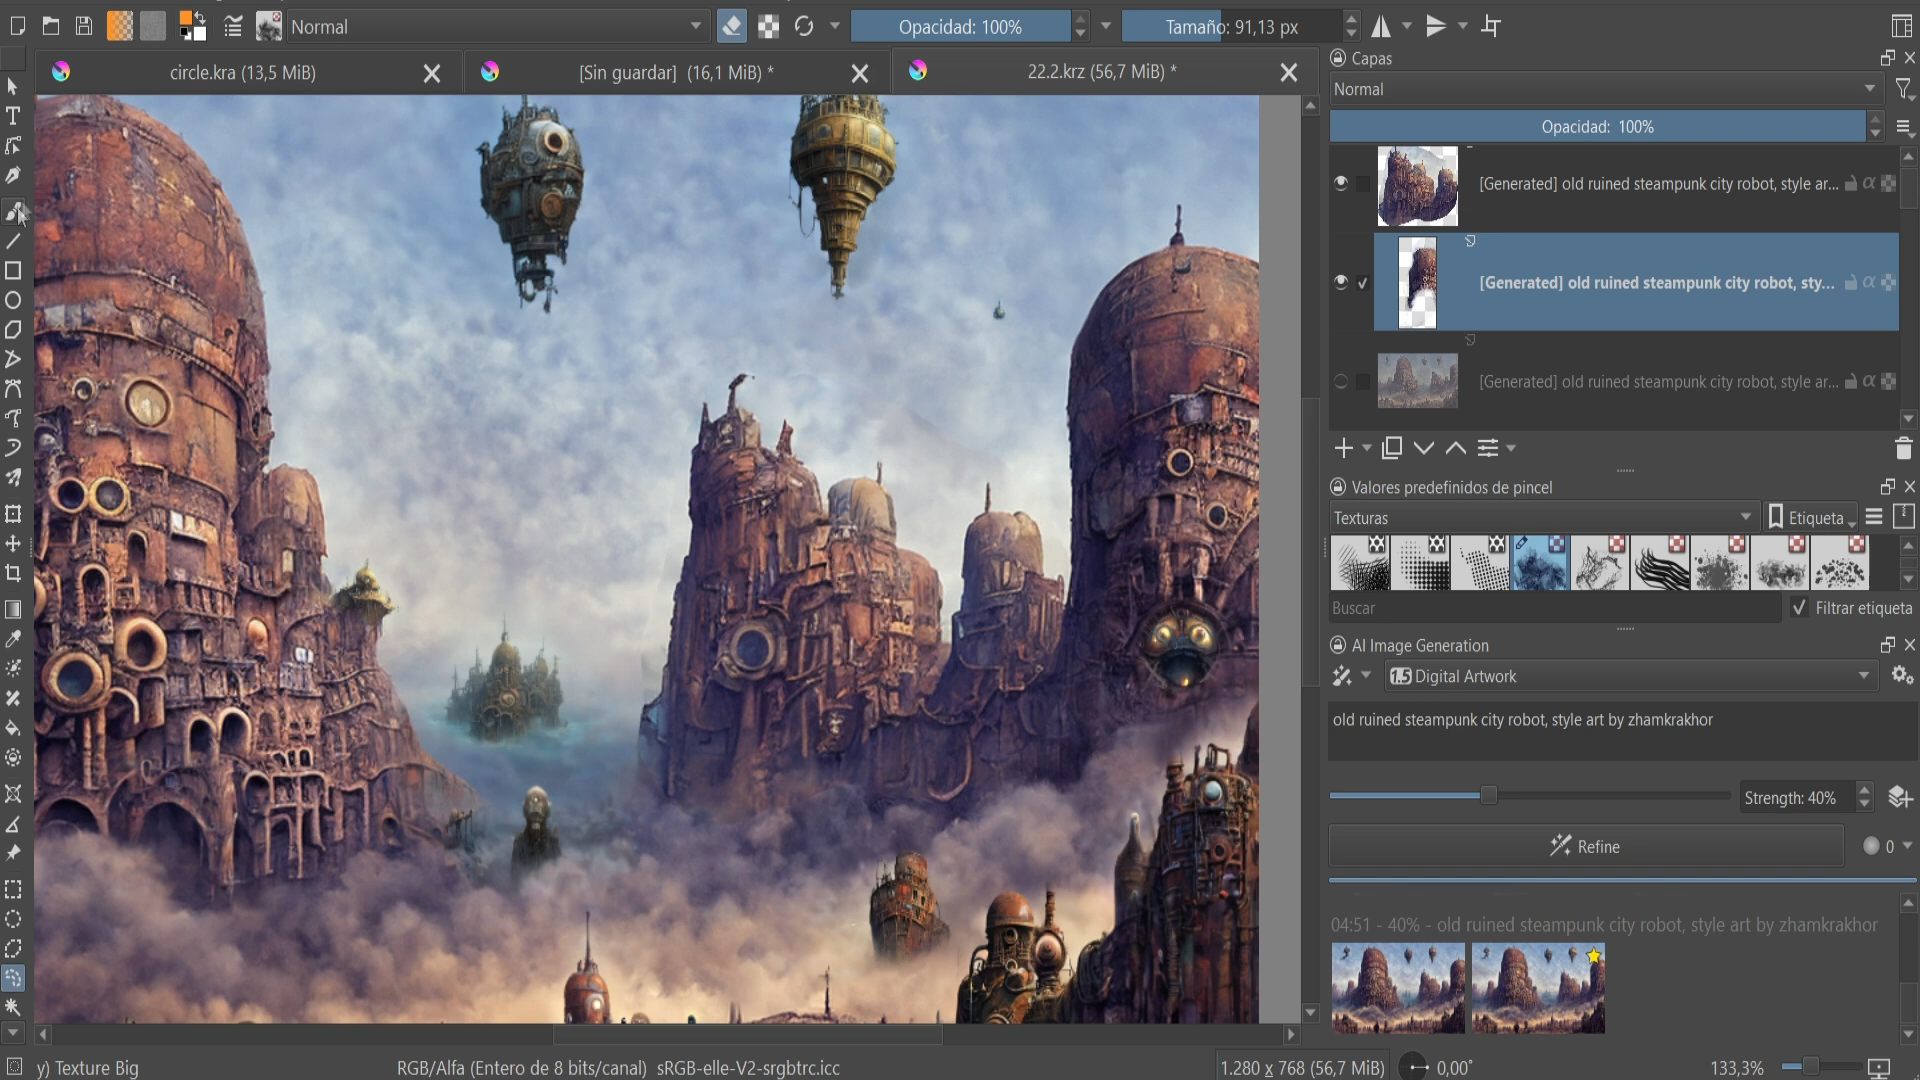 Normal
Opacidad: 100%
Tamaño: 91,13 px
circle.kra (13,5 MiB)
[Sin guardar] (16,1 MiB) *
22.2.krz (56,7 MiB) *
Capas
Normal
Opacidad: 100%
[Generated] old ruined steampunk city robot, style ar...
[Generated] old ruined steampunk city robot, sty...
[Generated] old ruined steampunk city robot, style ar...
Valores predefinidos de pincel
Texturas
Etiqueta
Buscar
Filtrar etiqueta
AI Image Generation
1.5 Digital Artwork
old ruined steampunk city robot, style art by zhamkrakhor
Strength: 40%
Refine
0
04:51 - 40% - old ruined steampunk city robot, style art by zhamkrakhor
y) Texture Big
RGB/Alfa (Entero de 8 bits/canal) sRGB-elle-V2-srgbtrc.icc
1.280 x 768 (56,7 MiB)
0,00°
133,3%